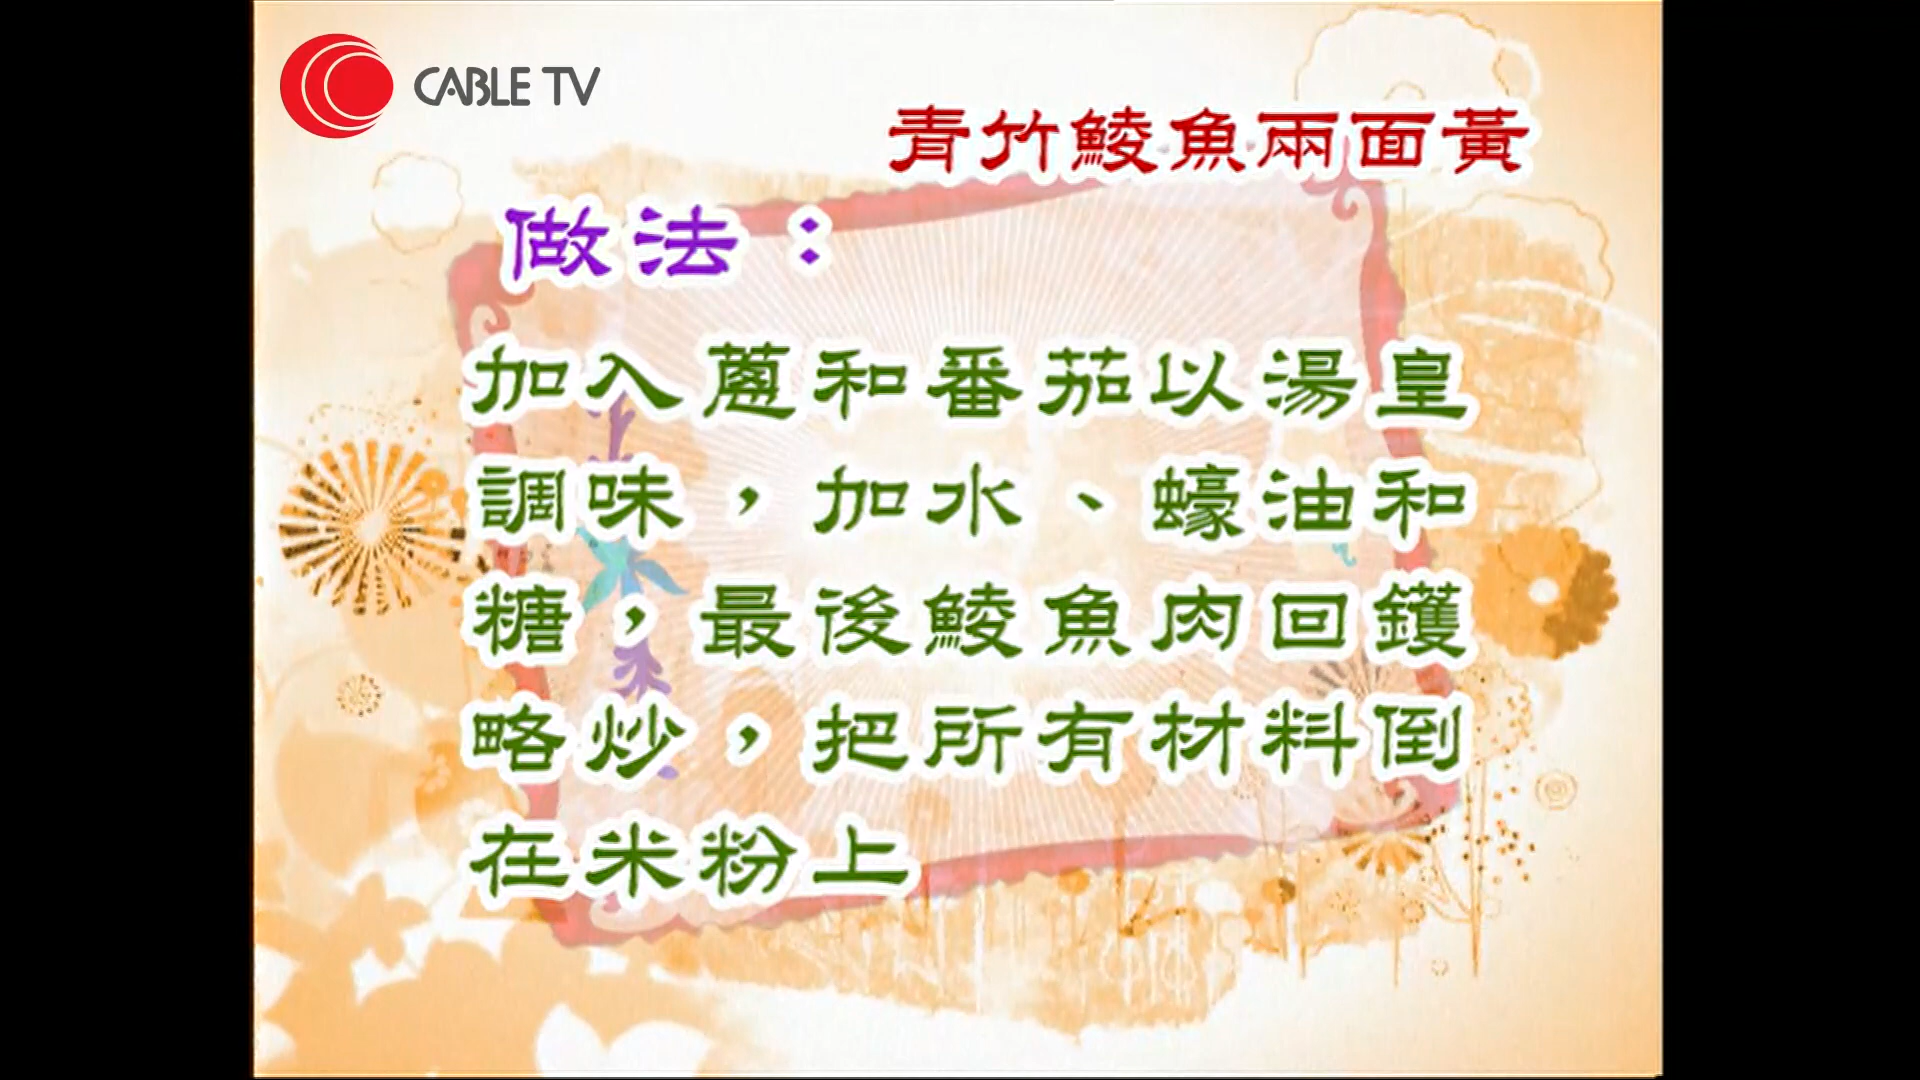 CABLE TV
青竹鯪魚兩面黃
做法：
加入蔥和番茄以湯皇
調味，加水、蠔油和
糖，最後鯪魚肉回鑊
略炒，把所有材料倒
在米粉上